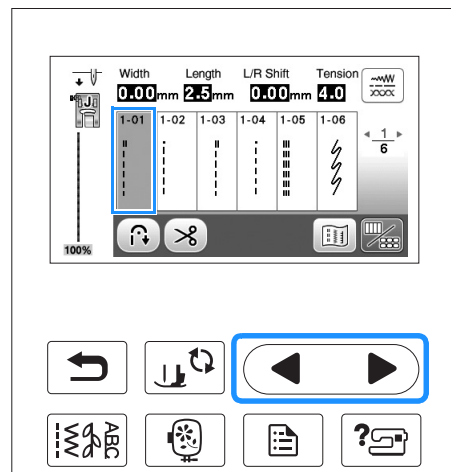 Width Length L/R Shift Tension
0.00mm 2.5mm 0.00mm 4.0
J
1-01 1-02 1-03 1-04 1-05 1-06
1
6
100%
ABC
?